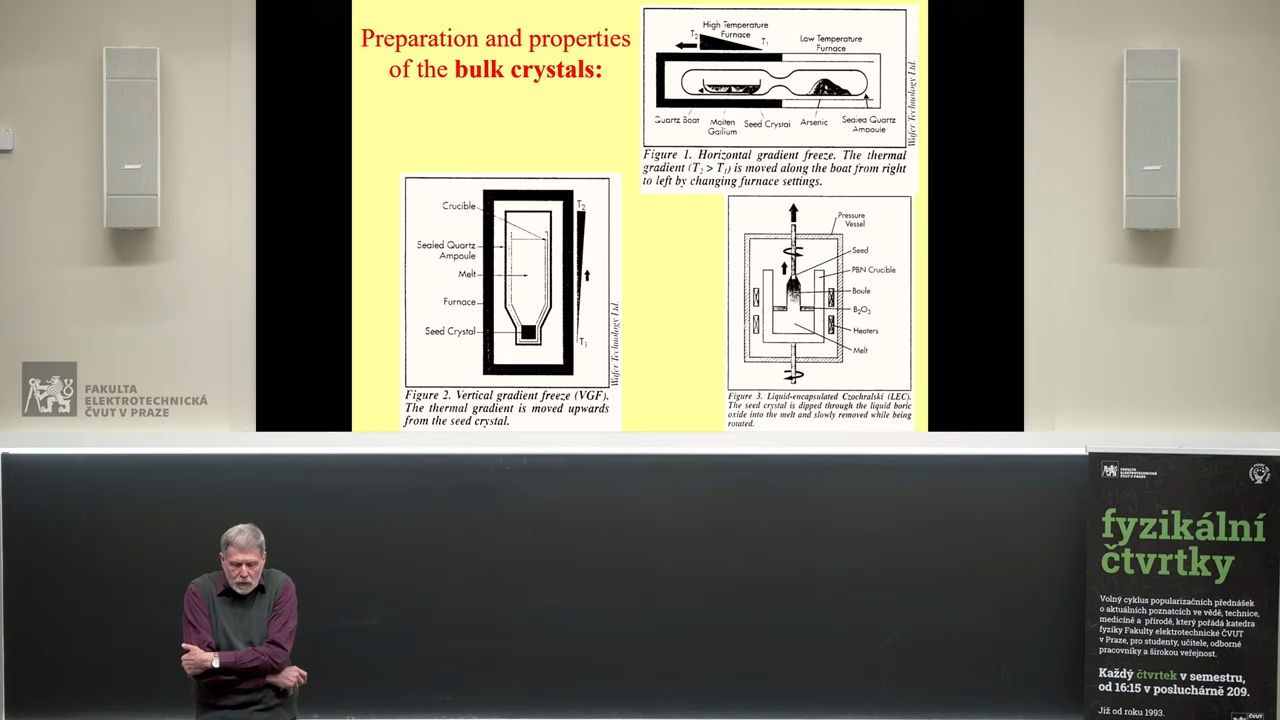 Preparation and properties
of the bulk crystals:
High Temperature
Furnace
T2
T1
Low Temperature
Furnace
Quartz Boat
Molten
Gallium
Seed Crystal
Arsenic
Sealed Quartz
Ampoule
Wafer Technology Ltd.
Figure 1. Horizontal gradient freeze. The thermal
gradient (T2 > T1) is moved along the boat from right
to left by changing furnace settings.
Crucible
Sealed Quartz
Ampoule
Melt
Furnace
Seed Crystal
T2
T1
Wafer Technology Ltd.
Figure 2. Vertical gradient freeze (VGF).
The thermal gradient is moved upwards
from the seed crystal.
Pressure
Vessel
Seed
PBN Crucible
Boule
B2O3
Heaters
Melt
Figure 3. Liquid-encapsulated Czochralski (LEC).
The seed crystal is dipped through the liquid boric
oxide into the melt and slowly removed while being
rotated.
FAKULTA
ELEKTROTECHNICKÁ
ČVUT V PRAZE
FAKULTA
ELEKTROTECHNICKÁ
ČVUT V PRAZE
fyzikální
čtvrtky
Volný cyklus popularizačních přednášek
o aktuálních poznatcích ve vědě, technice,
medicíně a přírodě, který pořádá katedra
fyziky Fakulty elektrotechnické ČVUT
v Praze, pro studenty, učitele, odborné
pracovníky a širokou veřejnost.
Každý čtvrtek v semestru,
od 16:15 v posluchárně 209.
Již od roku 1993.